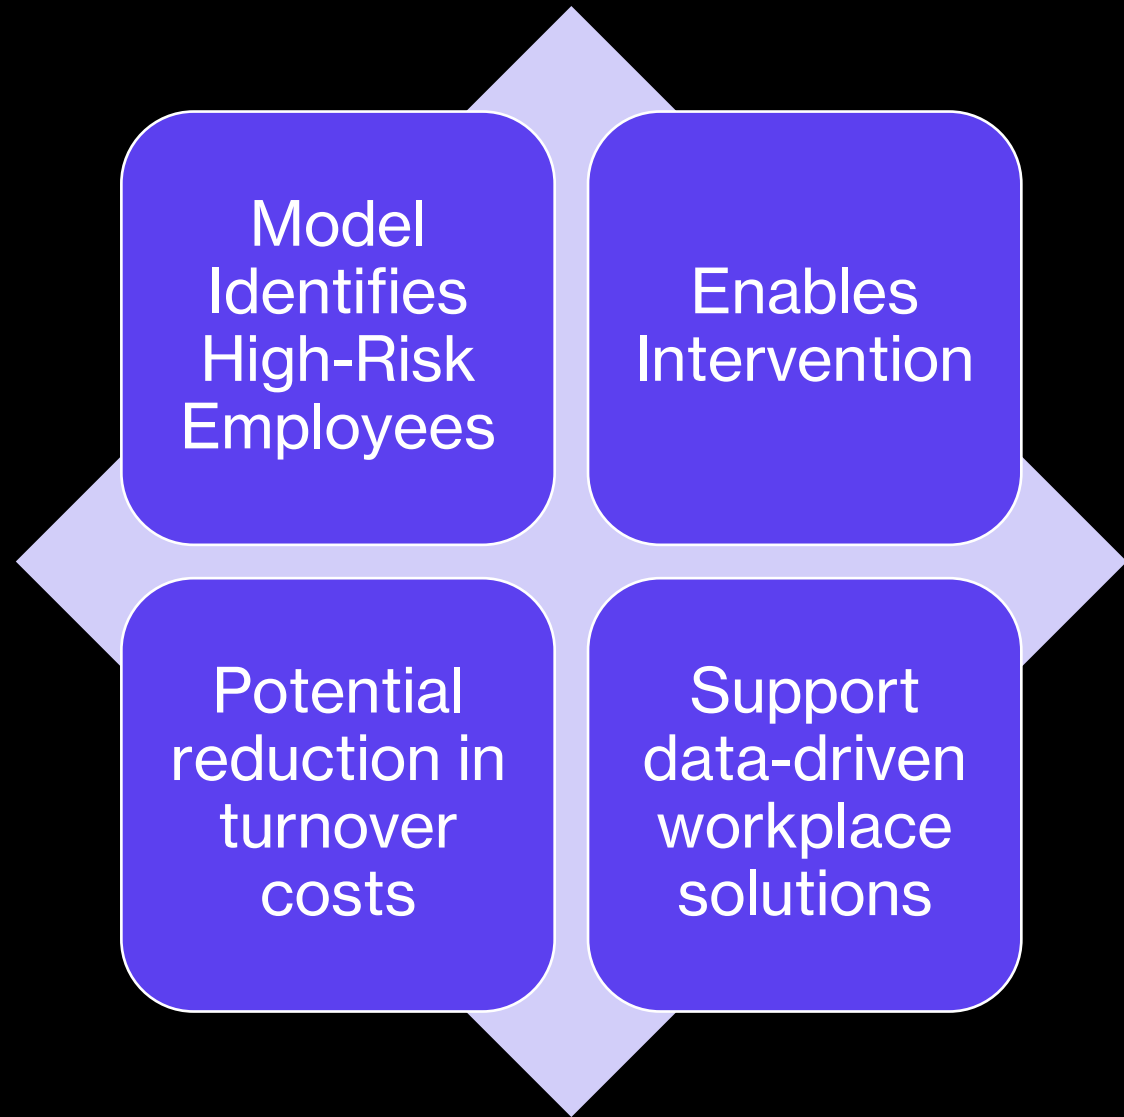 Model
Identifies
High-Risk
Employees
Enables
Intervention
Potential
reduction in
turnover
costs
Support
data-driven
workplace
solutions